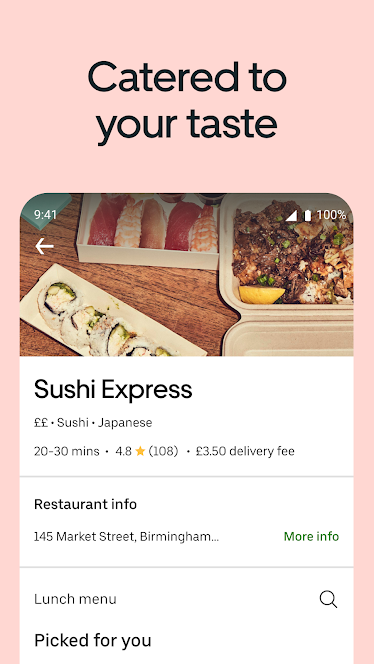 Catered to
your taste
9:41 100%
Sushi Express
££ • Sushi • Japanese
20-30 mins • 4.8 ★ (108) • £3.50 delivery fee
Restaurant info
145 Market Street, Birmingham... More info
Lunch menu
Picked for you